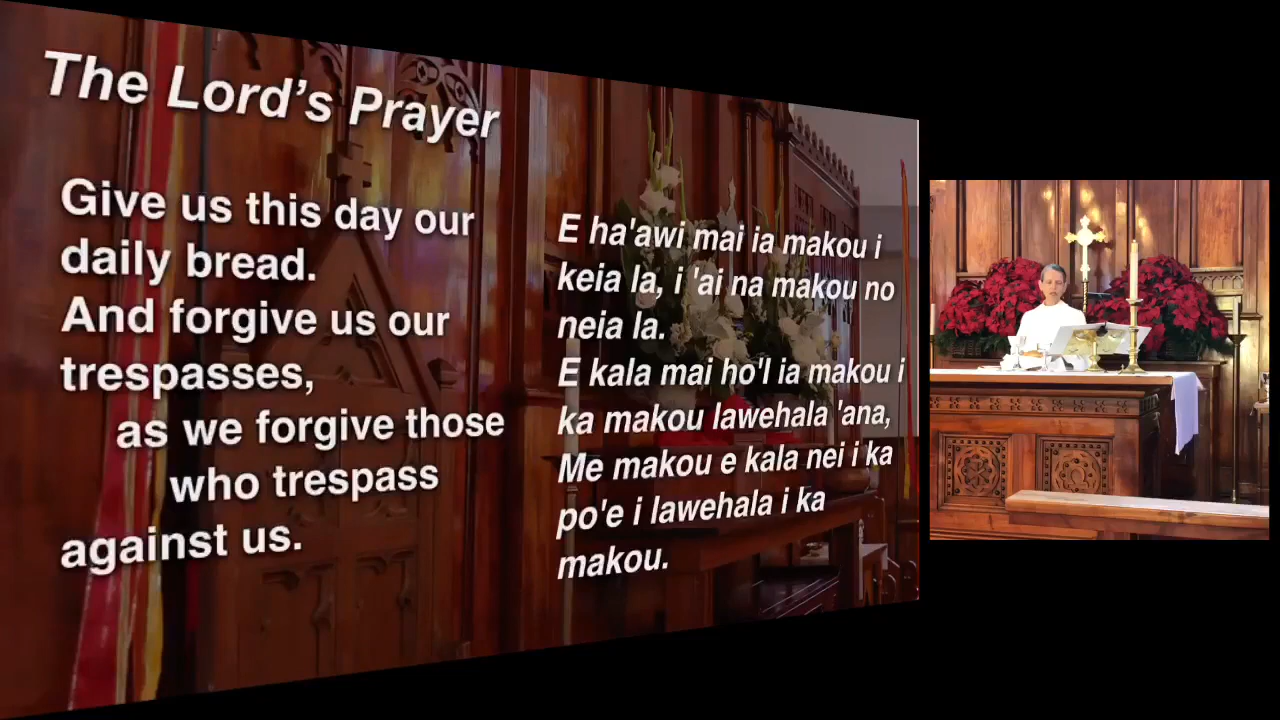 The Lord's Prayer
Give us this day our
daily bread.
And forgive us our
trespasses,
as we forgive those
who trespass
against us.
E ha'awi mai ia makou i
keia la, i 'ai na makou no
neia la.
E kala mai ho'l ia makou i
ka makou lawehala 'ana,
Me makou e kala nei i ka
po'e i lawehala i ka
makou.